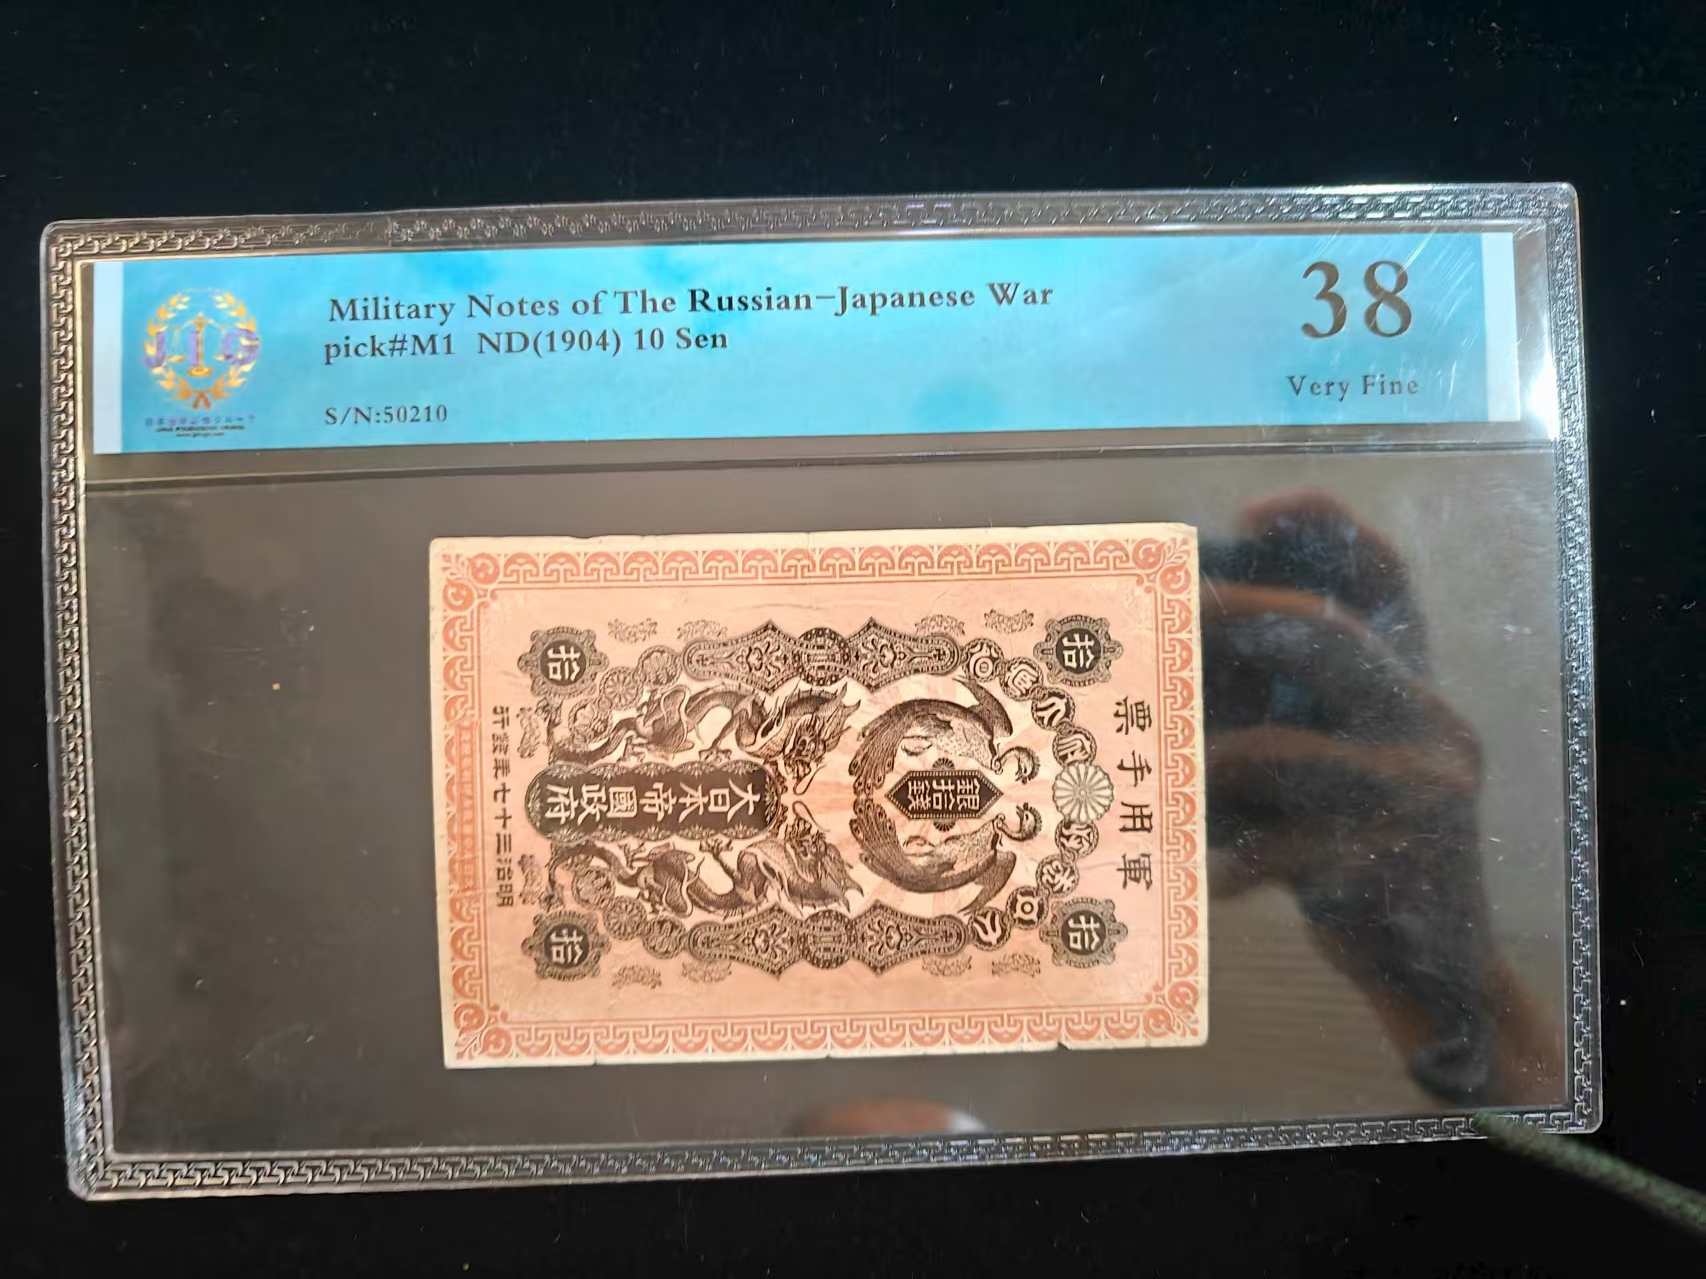 Military Notes of The Russian-Japanese War
pick#M1 ND(1904) 10 Sen
S/N:50210
38
Very Fine
票手用軍
拾
拾
銀拾錢
大日本帝國
政府
拾
拾
行發年七十三治明